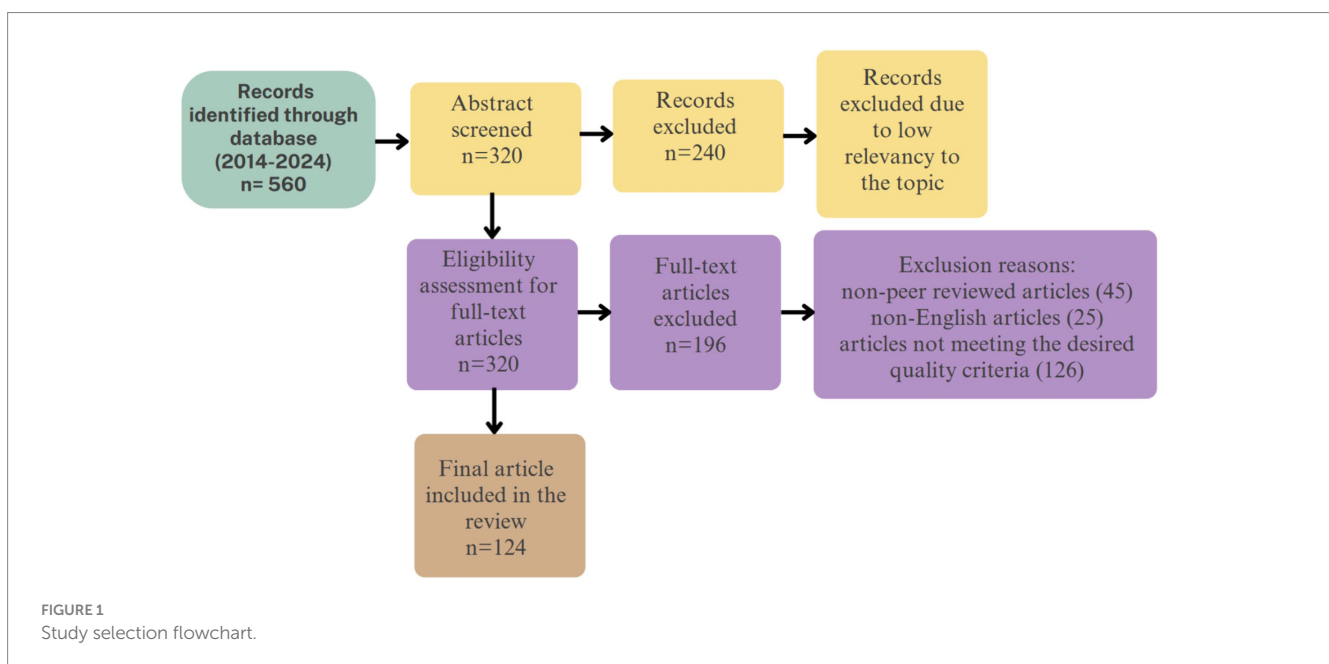 Records
identified through
database
(2014-2024)
n= 560
Abstract
screened
n=320
Records
excluded
n=240
Records
excluded due
to low
relevancy to
the topic
Eligibility
assessment for
full-text
articles
n=320
Full-text
articles
excluded
n=196
Exclusion reasons:
non-peer reviewed articles (45)
non-English articles (25)
articles not meeting the desired
quality criteria (126)
Final article
included in the
review
n=124
FIGURE 1
Study selection flowchart.